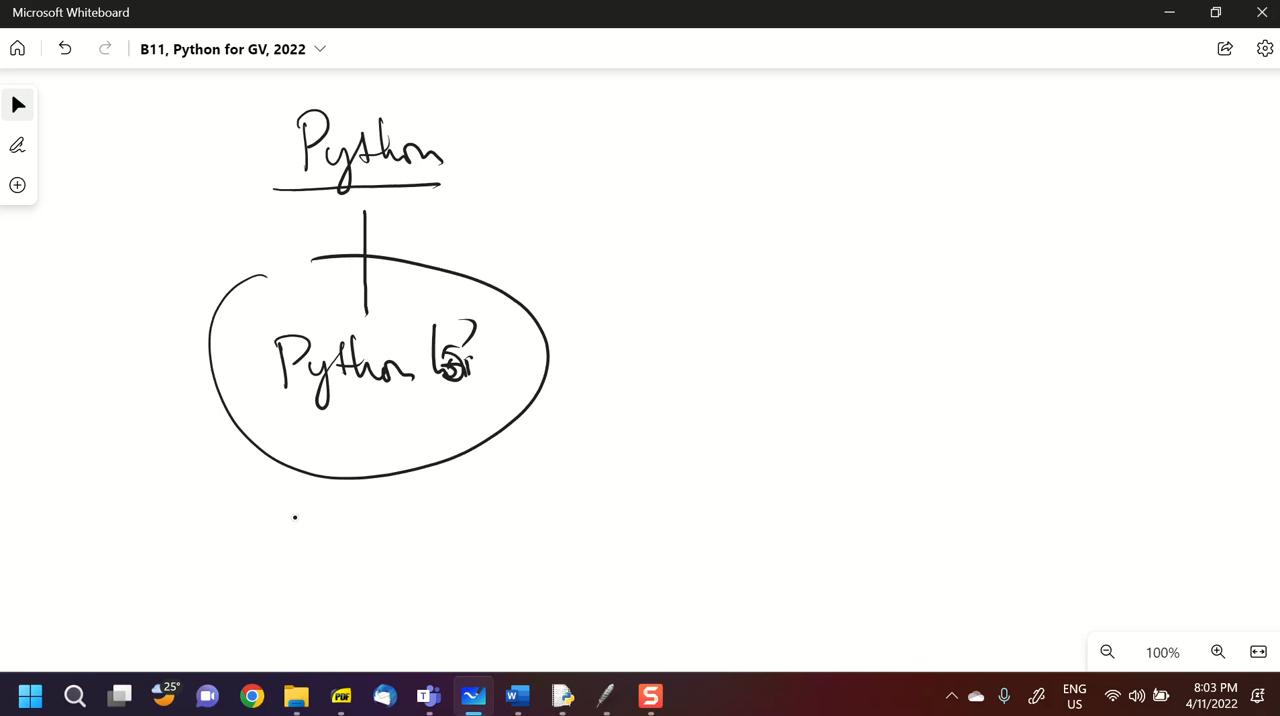 Microsoft Whiteboard
B11, Python for GV, 2022
Python
Python
100%
25°
PDF
W
S
ENG
US
8:03 PM
4/11/2022